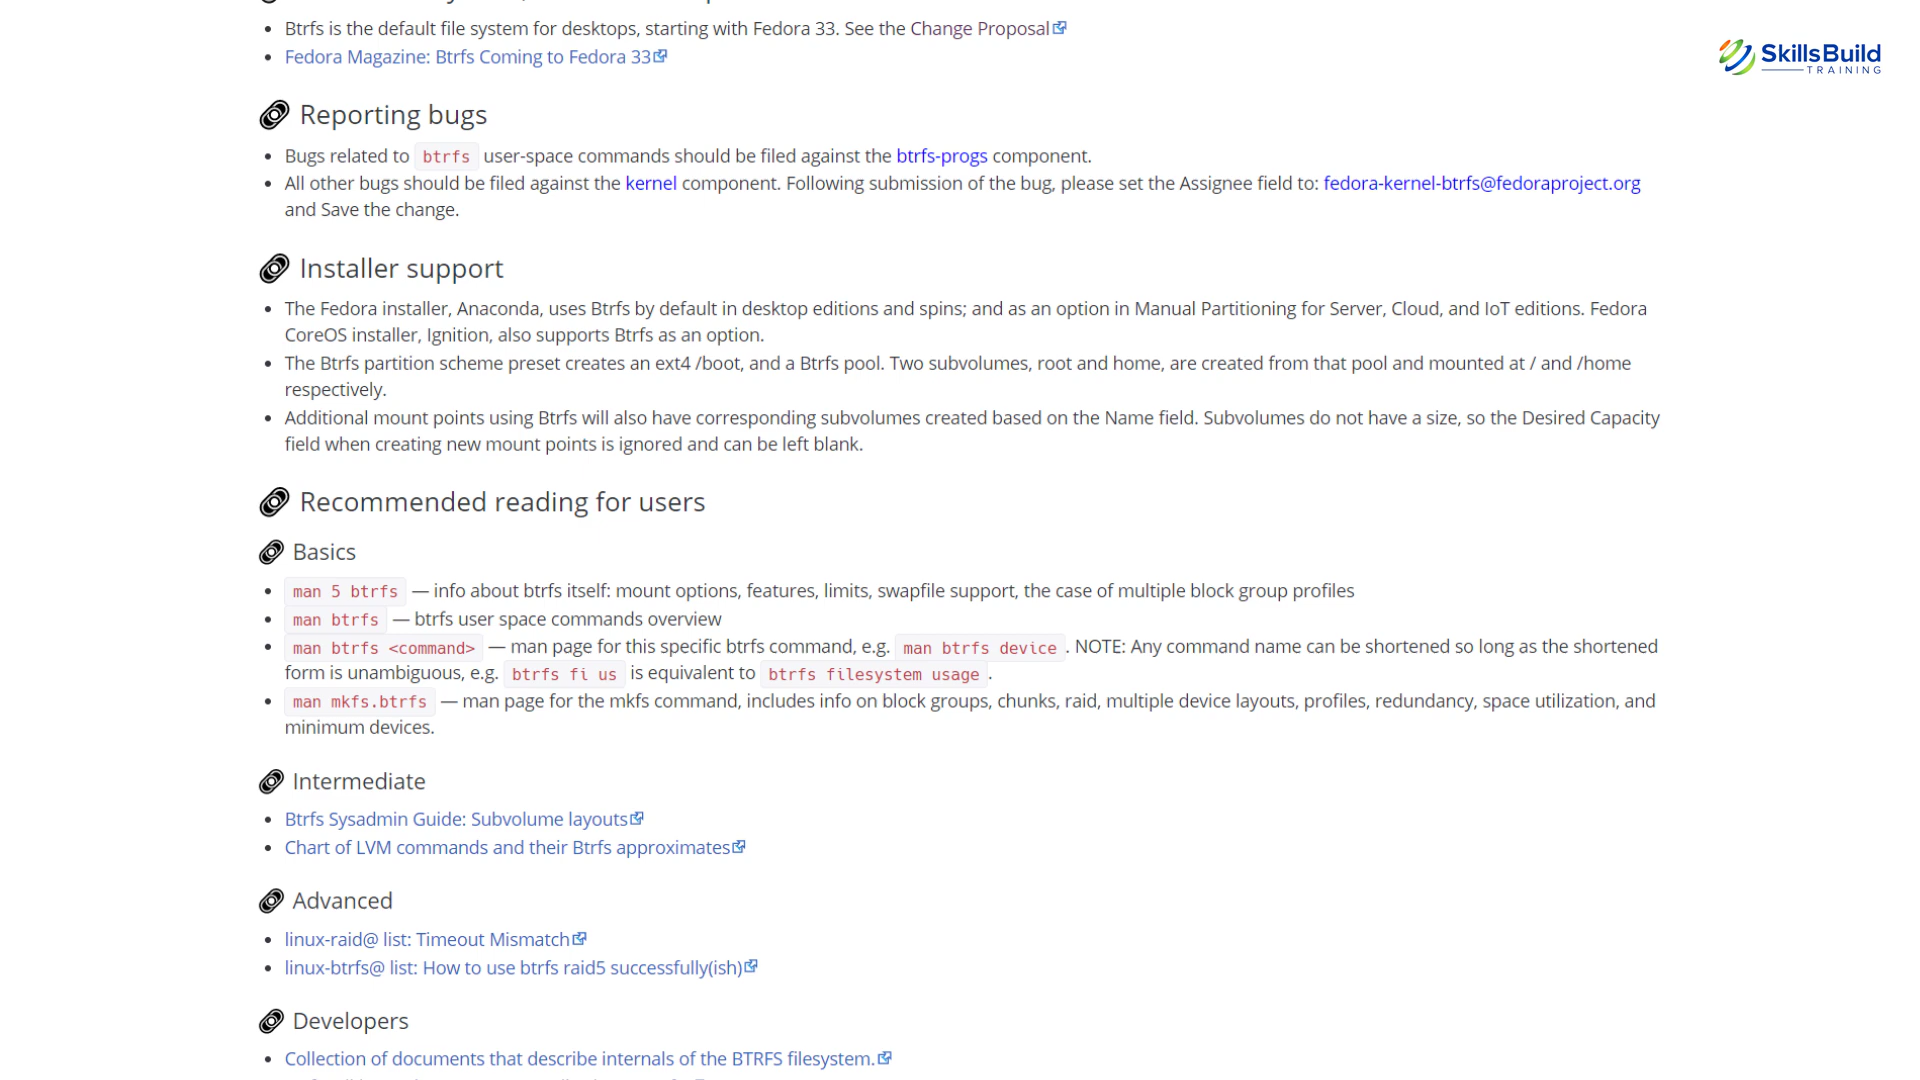 Btrfs is the default file system for desktops, starting with Fedora 33. See the Change Proposal
Fedora Magazine: Btrfs Coming to Fedora 33
SkillsBuild
TRAINING
Reporting bugs
Bugs related to btrfs user-space commands should be filed against the btrfs-progs component.
All other bugs should be filed against the kernel component. Following submission of the bug, please set the Assignee field to: fedora-kernel-btrfs@fedoraproject.org
and Save the change.
Installer support
The Fedora installer, Anaconda, uses Btrfs by default in desktop editions and spins; and as an option in Manual Partitioning for Server, Cloud, and IoT editions. Fedora
CoreOS installer, Ignition, also supports Btrfs as an option.
The Btrfs partition scheme preset creates an ext4 /boot, and a Btrfs pool. Two subvolumes, root and home, are created from that pool and mounted at / and /home
respectively.
Additional mount points using Btrfs will also have corresponding subvolumes created based on the Name field. Subvolumes do not have a size, so the Desired Capacity
field when creating new mount points is ignored and can be left blank.
Recommended reading for users
Basics
man 5 btrfs — info about btrfs itself: mount options, features, limits, swapfile support, the case of multiple block group profiles
man btrfs — btrfs user space commands overview
man btrfs <command> — man page for this specific btrfs command, e.g. man btrfs device . NOTE: Any command name can be shortened so long as the shortened
form is unambiguous, e.g. btrfs fi us is equivalent to btrfs filesystem usage .
man mkfs.btrfs — man page for the mkfs command, includes info on block groups, chunks, raid, multiple device layouts, profiles, redundancy, space utilization, and
minimum devices.
Intermediate
Btrfs Sysadmin Guide: Subvolume layouts
Chart of LVM commands and their Btrfs approximates
Advanced
linux-raid@ list: Timeout Mismatch
linux-btrfs@ list: How to use btrfs raid5 successfully(ish)
Developers
Collection of documents that describe internals of the BTRFS filesystem.